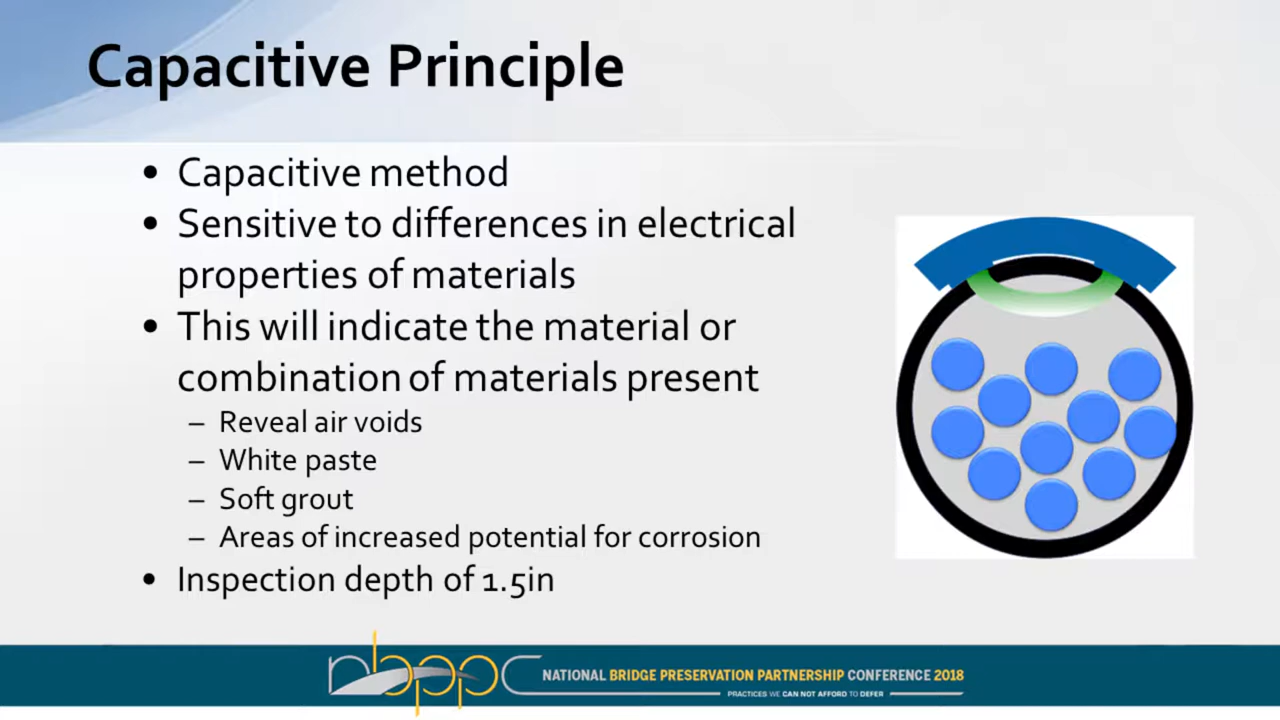 Capacitive Principle
• Capacitive method
• Sensitive to differences in electrical
properties of materials
• This will indicate the material or
combination of materials present
– Reveal air voids
– White paste
– Soft grout
– Areas of increased potential for corrosion
• Inspection depth of 1.5in
nbppc
NATIONAL BRIDGE PRESERVATION PARTNERSHIP CONFERENCE 2018
PRACTICES WE CAN NOT AFFORD TO DEFER